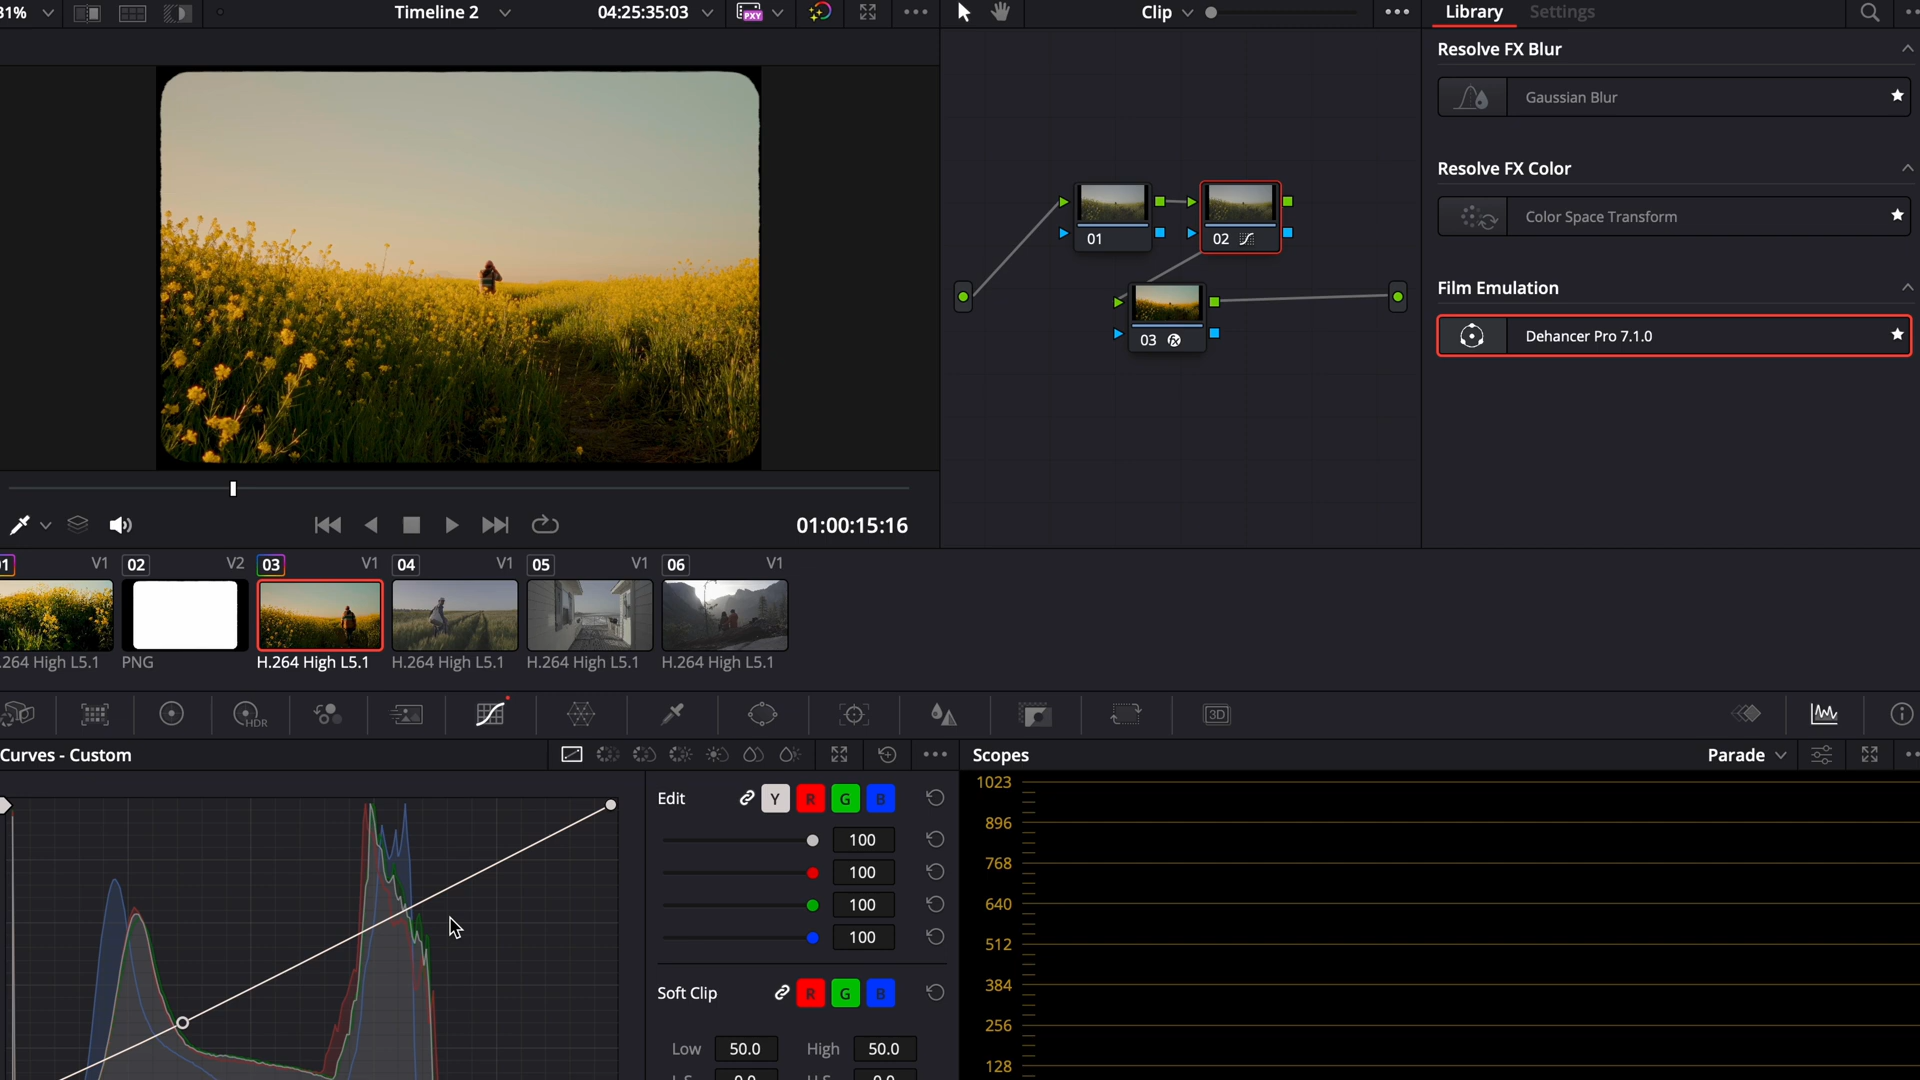 31%
Timeline 2
04:25:35:03
PXY
Clip
Library
Settings
Resolve FX Blur
Gaussian Blur
Resolve FX Color
Color Space Transform
Film Emulation
Dehancer Pro 7.1.0
01
02
03
01:00:15:16
01
V1
02
V2
03
V1
04
V1
05
V1
06
V1
.264 High L5.1
PNG
H.264 High L5.1
H.264 High L5.1
H.264 High L5.1
H.264 High L5.1
HDR
3D
Curves - Custom
Scopes
Parade
Edit
Y
R
G
B
100
100
100
100
Soft Clip
R
G
B
Low
50.0
High
50.0
1023
896
768
640
512
384
256
128